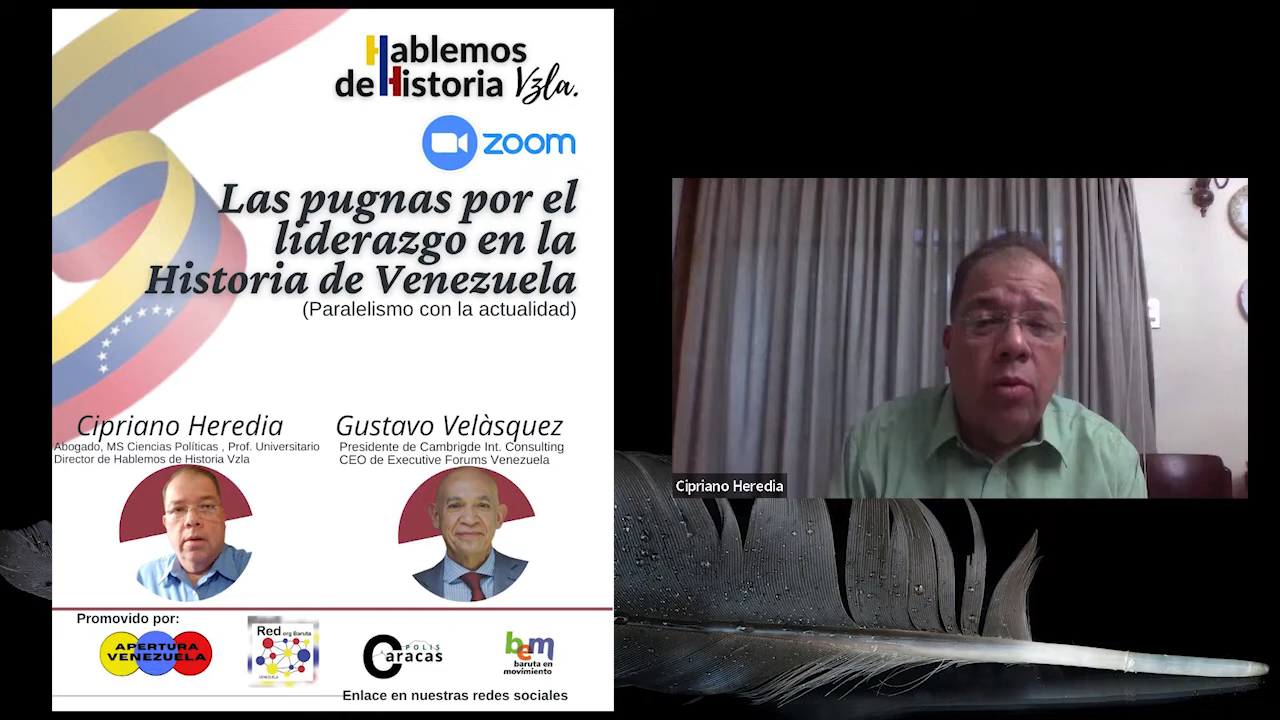 Hablemos
de Historia Vzla.
zoom
Las pugnas por el
liderazgo en la
Historia de Venezuela
(Paralelismo con la actualidad)
Cipriano Heredia
Abogado, MS Ciencias Políticas , Prof. Universitario
Director de Hablemos de Historia Vzla
Gustavo Velàsquez
Presidente de Cambrigde Int. Consulting
CEO de Executive Forums Venezuela
Promovido por:
APERTURA
VENEZUELA
Red org Baruta
VENEZUELA
Caracas
POLIS
bem
baruta en
movimiento
Enlace en nuestras redes sociales
Cipriano Heredia